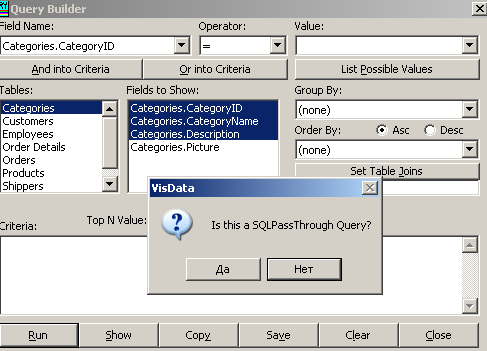 Query Builder
Field Name:
Operator:
Value:
Categories.CategoryID
=
And into Criteria
Or into Criteria
List Possible Values
Tables:
Fields to Show:
Group By:
Categories
Customers
Employees
Order Details
Orders
Products
Shippers
Categories.CategoryID
Categories.CategoryName
Categories.Description
Categories.Picture
(none)
Order By:
Asc
Desc
(none)
Set Table Joins
VisData
Is this a SQLPassThrough Query?
Да
Нет
Criteria:
Top N Value:
Run
Show
Copy
Save
Clear
Close